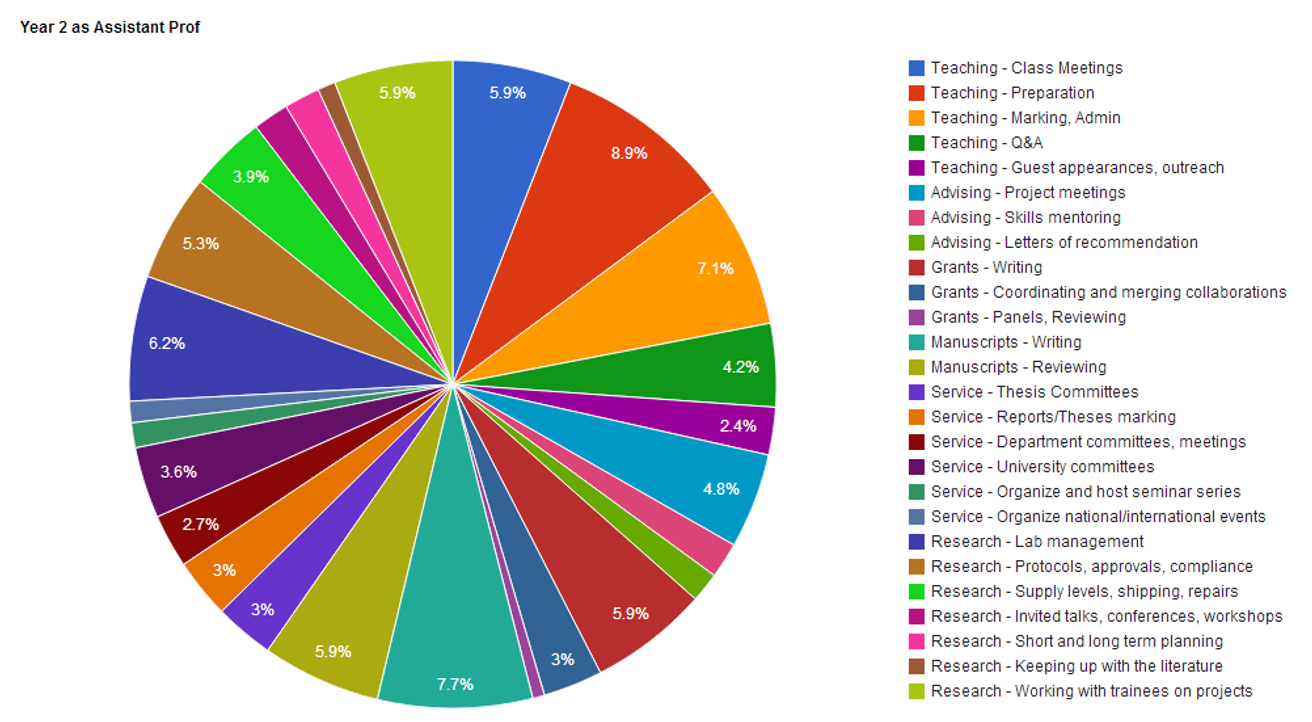 Year 2 as Assistant Prof
5.9%
5.9%
8.9%
7.1%
4.2%
2.4%
4.8%
5.9%
3%
7.7%
5.9%
3%
3%
2.7%
3.6%
6.2%
5.3%
3.9%
Teaching - Class Meetings
Teaching - Preparation
Teaching - Marking, Admin
Teaching - Q&A
Teaching - Guest appearances, outreach
Advising - Project meetings
Advising - Skills mentoring
Advising - Letters of recommendation
Grants - Writing
Grants - Coordinating and merging collaborations
Grants - Panels, Reviewing
Manuscripts - Writing
Manuscripts - Reviewing
Service - Thesis Committees
Service - Reports/Theses marking
Service - Department committees, meetings
Service - University committees
Service - Organize and host seminar series
Service - Organize national/international events
Research - Lab management
Research - Protocols, approvals, compliance
Research - Supply levels, shipping, repairs
Research - Invited talks, conferences, workshops
Research - Short and long term planning
Research - Keeping up with the literature
Research - Working with trainees on projects